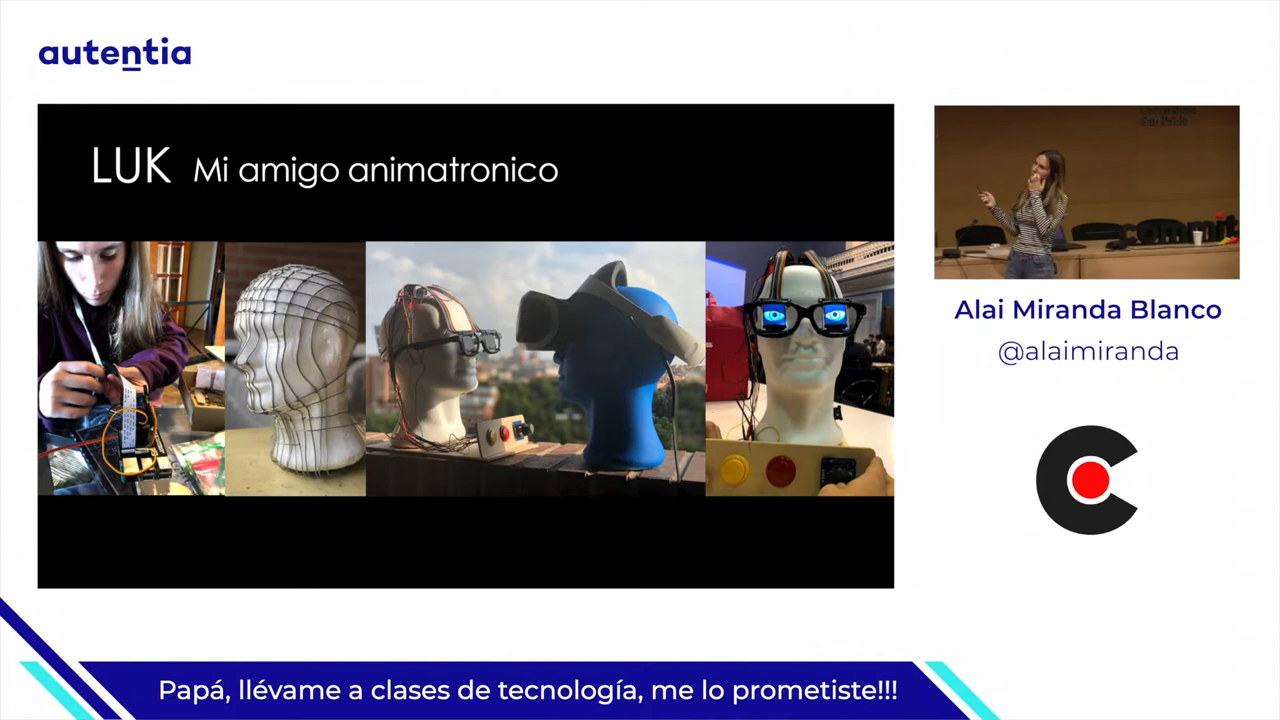 autentia
LUK Mi amigo animatronico
Alai Miranda Blanco
@alaimiranda
Papá, llévame a clases de tecnología, me lo prometiste!!!